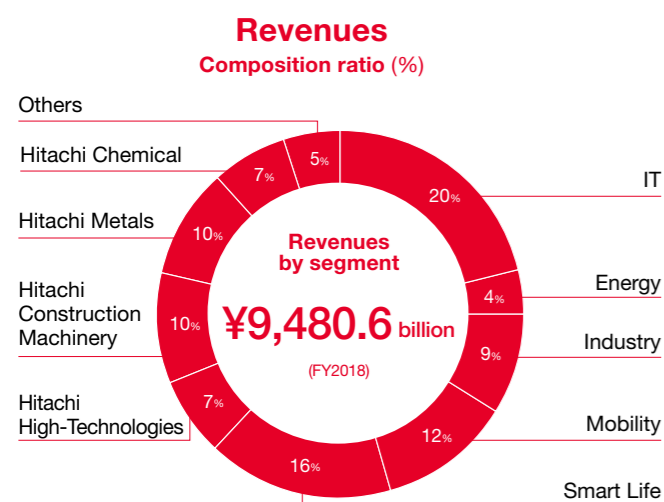 Revenues
Composition ratio (%)
Others
Hitachi Chemical
Hitachi Metals
Hitachi
Construction
Machinery
Hitachi
High-Technologies
5%
7%
10%
10%
7%
16%
20%
4%
9%
12%
Revenues
by segment
¥9,480.6 billion
(FY2018)
IT
Energy
Industry
Mobility
Smart Life